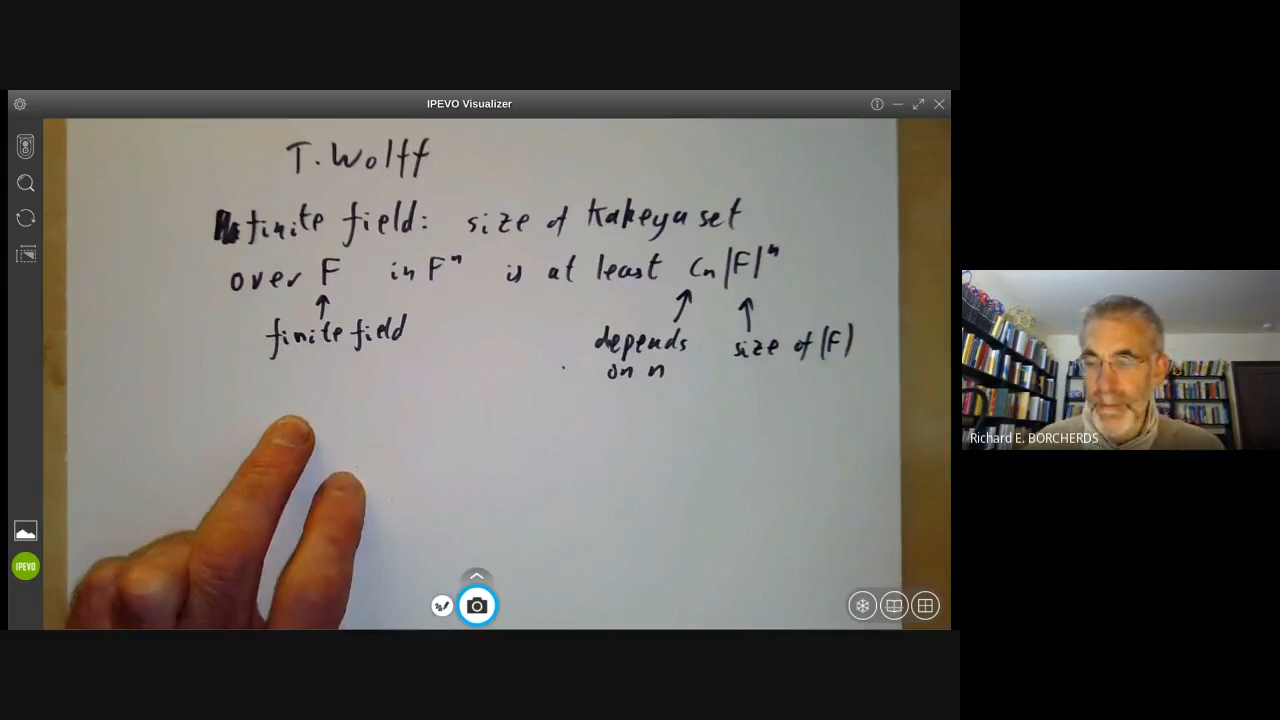 IPEVO Visualizer
T. Wolff
finite field: size of Kakeya set
over F in Fⁿ is at least Cn|F|ⁿ
finite field
depends
on n
size of (F)
Richard E. BORCHERDS
IPEVO